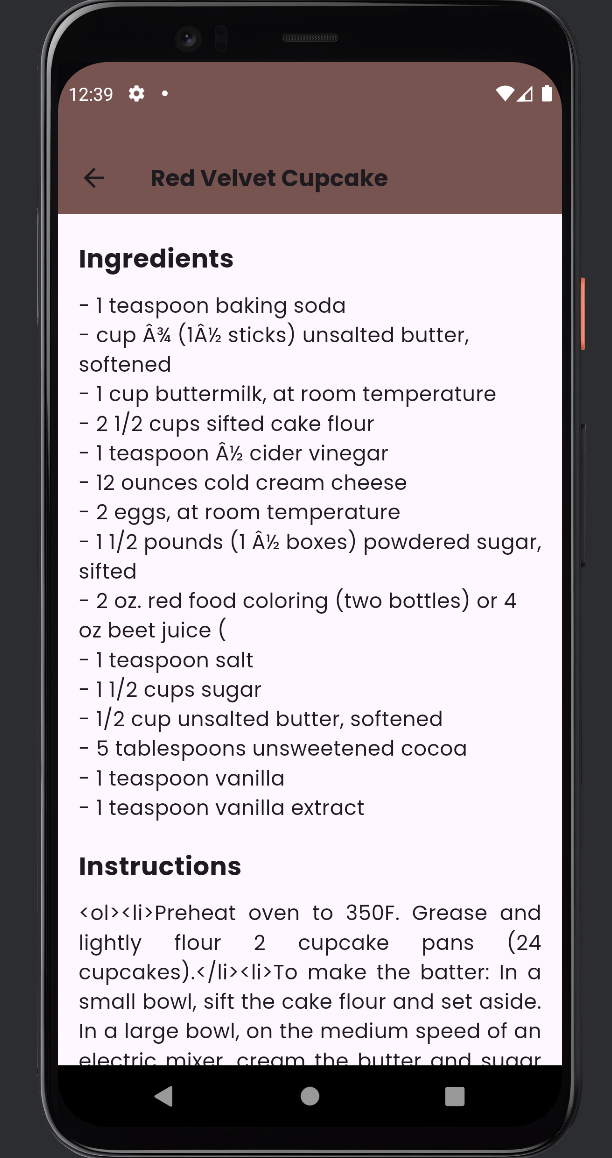 12:39
Red Velvet Cupcake
Ingredients
- 1 teaspoon baking soda
- cup Â¾ (1Â½ sticks) unsalted butter,
softened
- 1 cup buttermilk, at room temperature
- 2 1/2 cups sifted cake flour
- 1 teaspoon Â½ cider vinegar
- 12 ounces cold cream cheese
- 2 eggs, at room temperature
- 1 1/2 pounds (1 Â½ boxes) powdered sugar,
sifted
- 2 oz. red food coloring (two bottles) or 4
oz beet juice (
- 1 teaspoon salt
- 1 1/2 cups sugar
- 1/2 cup unsalted butter, softened
- 5 tablespoons unsweetened cocoa
- 1 teaspoon vanilla
- 1 teaspoon vanilla extract
Instructions
<ol><li>Preheat oven to 350F. Grease and
lightly flour 2 cupcake pans (24
cupcakes).</li><li>To make the batter: In a
small bowl, sift the cake flour and set aside.
In a large bowl, on the medium speed of an
electric mixer, cream the butter and sugar